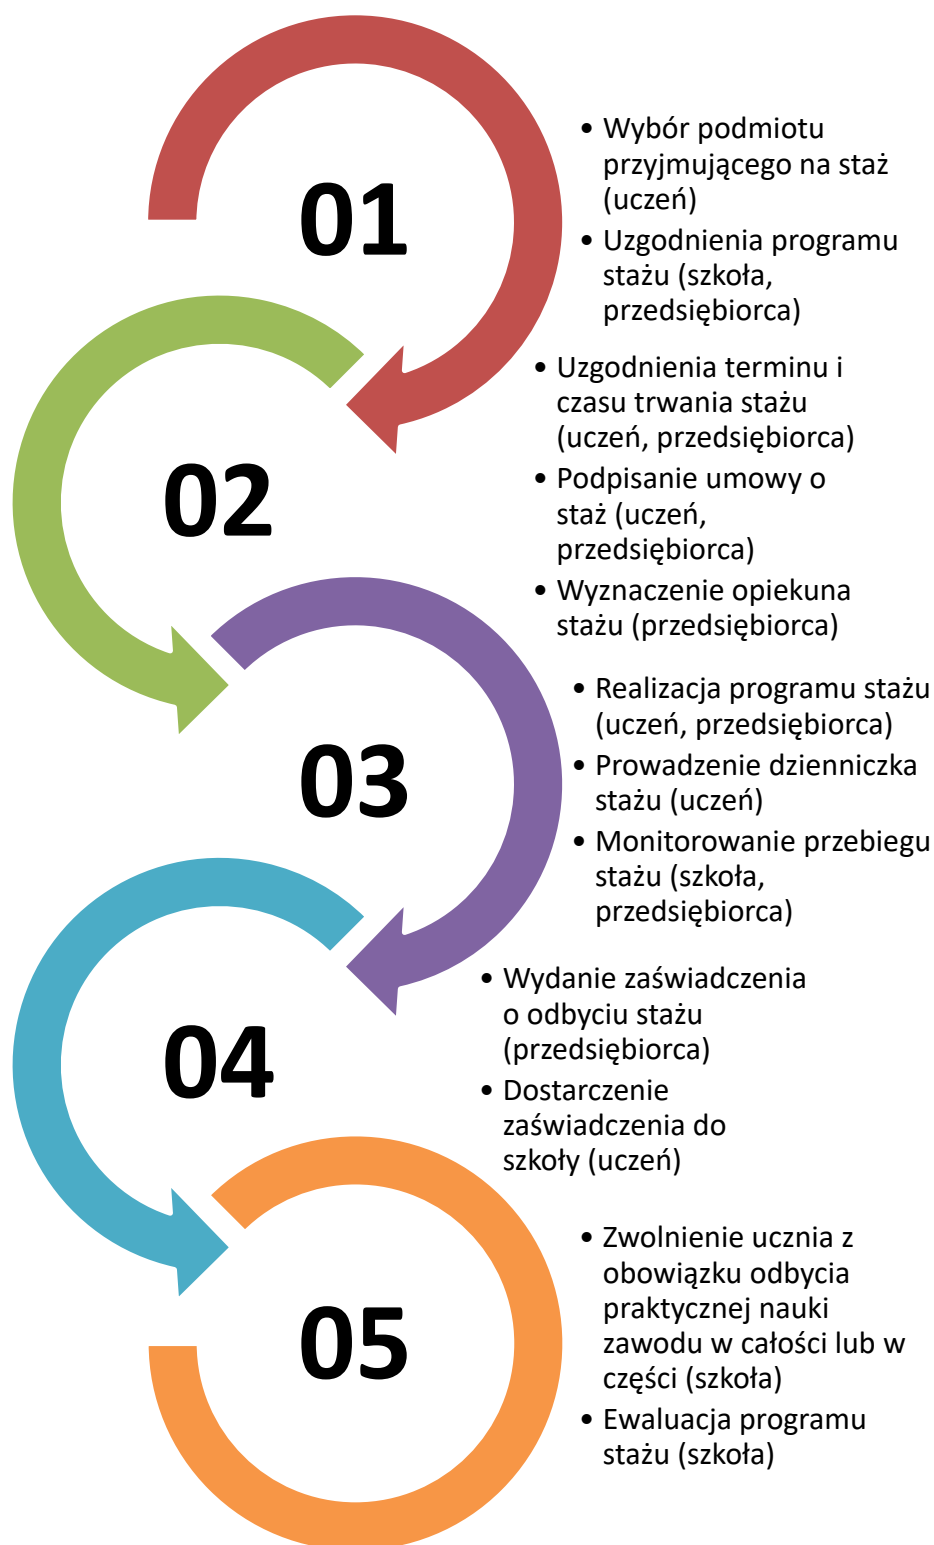 01
• Wybór podmiotu
przyjmującego na staż
(uczeń)
• Uzgodnienia programu
stażu (szkoła,
przedsiębiorca)
02
• Uzgodnienia terminu i
czasu trwania stażu
(uczeń, przedsiębiorca)
• Podpisanie umowy o
staż (uczeń,
przedsiębiorca)
• Wyznaczenie opiekuna
stażu (przedsiębiorca)
03
• Realizacja programu stażu
(uczeń, przedsiębiorca)
• Prowadzenie dzienniczka
stażu (uczeń)
• Monitorowanie przebiegu
stażu (szkoła,
przedsiębiorca)
04
• Wydanie zaświadczenia
o odbyciu stażu
(przedsiębiorca)
• Dostarczenie
zaświadczenia do
szkoły (uczeń)
05
• Zwolnienie ucznia z
obowiązku odbycia
praktycznej nauki
zawodu w całości lub w
części (szkoła)
• Ewaluacja programu
stażu (szkoła)